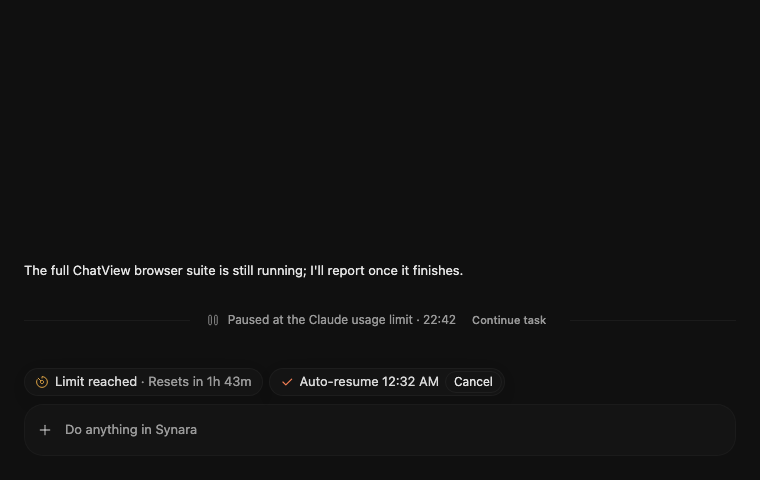 The full ChatView browser suite is still running; I'll report once it finishes.
Paused at the Claude usage limit · 22:42 Continue task
Limit reached · Resets in 1h 43m Auto-resume 12:32 AM Cancel
Do anything in Synara